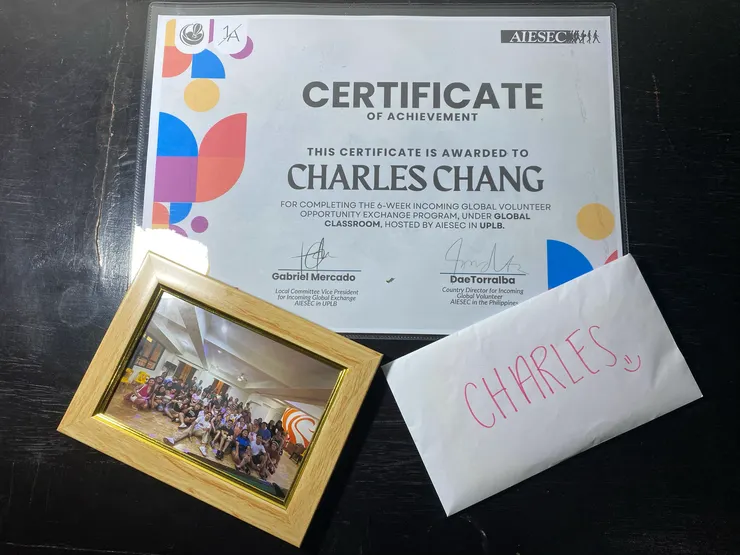 1A
AIESEC
CERTIFICATE
OF ACHIEVEMENT
THIS CERTIFICATE IS AWARDED TO
CHARLES CHANG
FOR COMPLETING THE 6-WEEK INCOMING GLOBAL VOLUNTEER
OPPORTUNITY EXCHANGE PROGRAM, UNDER GLOBAL
CLASSROOM, HOSTED BY AIESEC IN UPLB.
Gabriel Mercado
Local Committee Vice President
for Incoming Global Exchange
AIESEC in UPLB
DaeTorralba
Country Director for Incoming
Global Volunteer
AIESEC in the Philippines
CHARLES